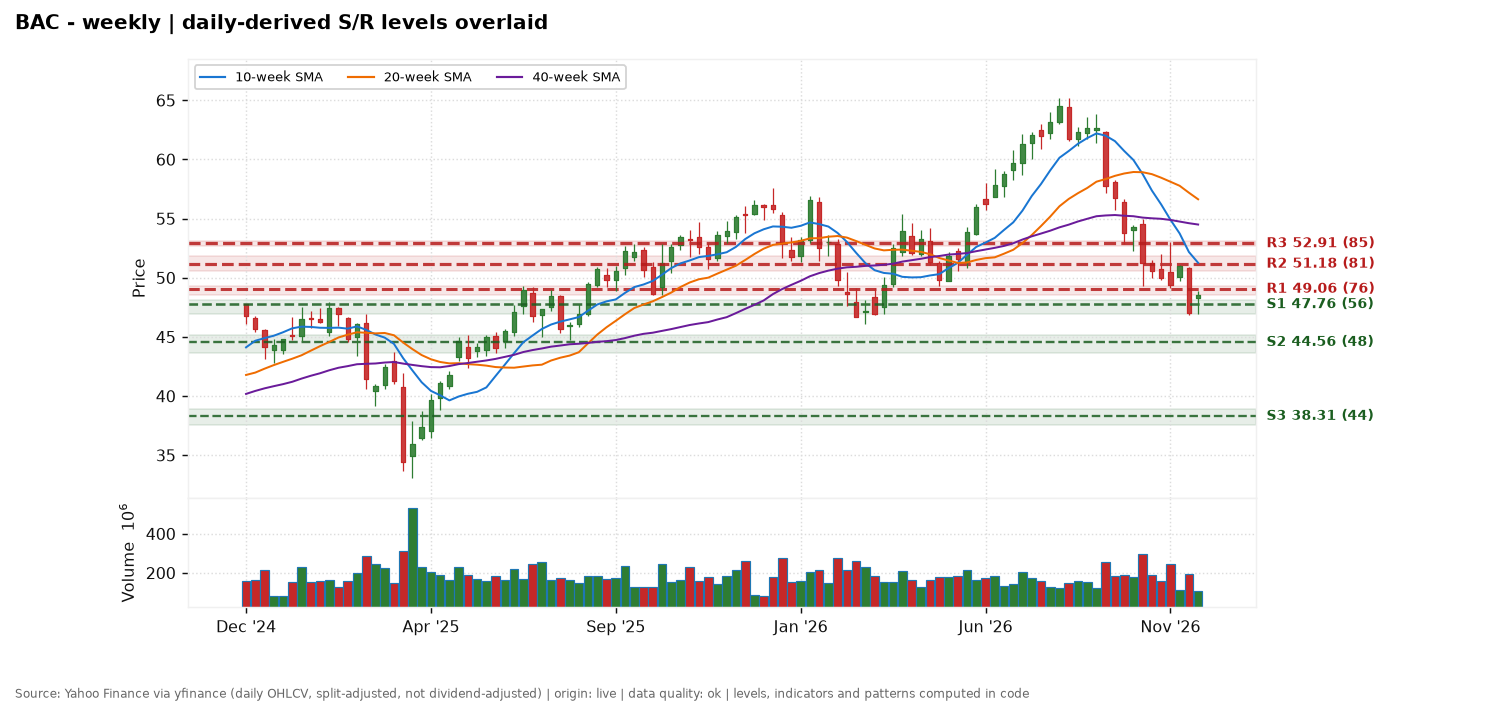 BAC - weekly | daily-derived S/R levels overlaid
10-week SMA 20-week SMA 40-week SMA
65
60
55
50
45
40
35
Price
R3 52.91 (85)
R2 51.18 (81)
R1 49.06 (76)
S1 47.76 (56)
S2 44.56 (48)
S3 38.31 (44)
400
200
Volume 10⁶
Dec '24 Apr '25 Sep '25 Jan '26 Jun '26 Nov '26
Source: Yahoo Finance via yfinance (daily OHLCV, split-adjusted, not dividend-adjusted) | origin: live | data quality: ok | levels, indicators and patterns computed in code